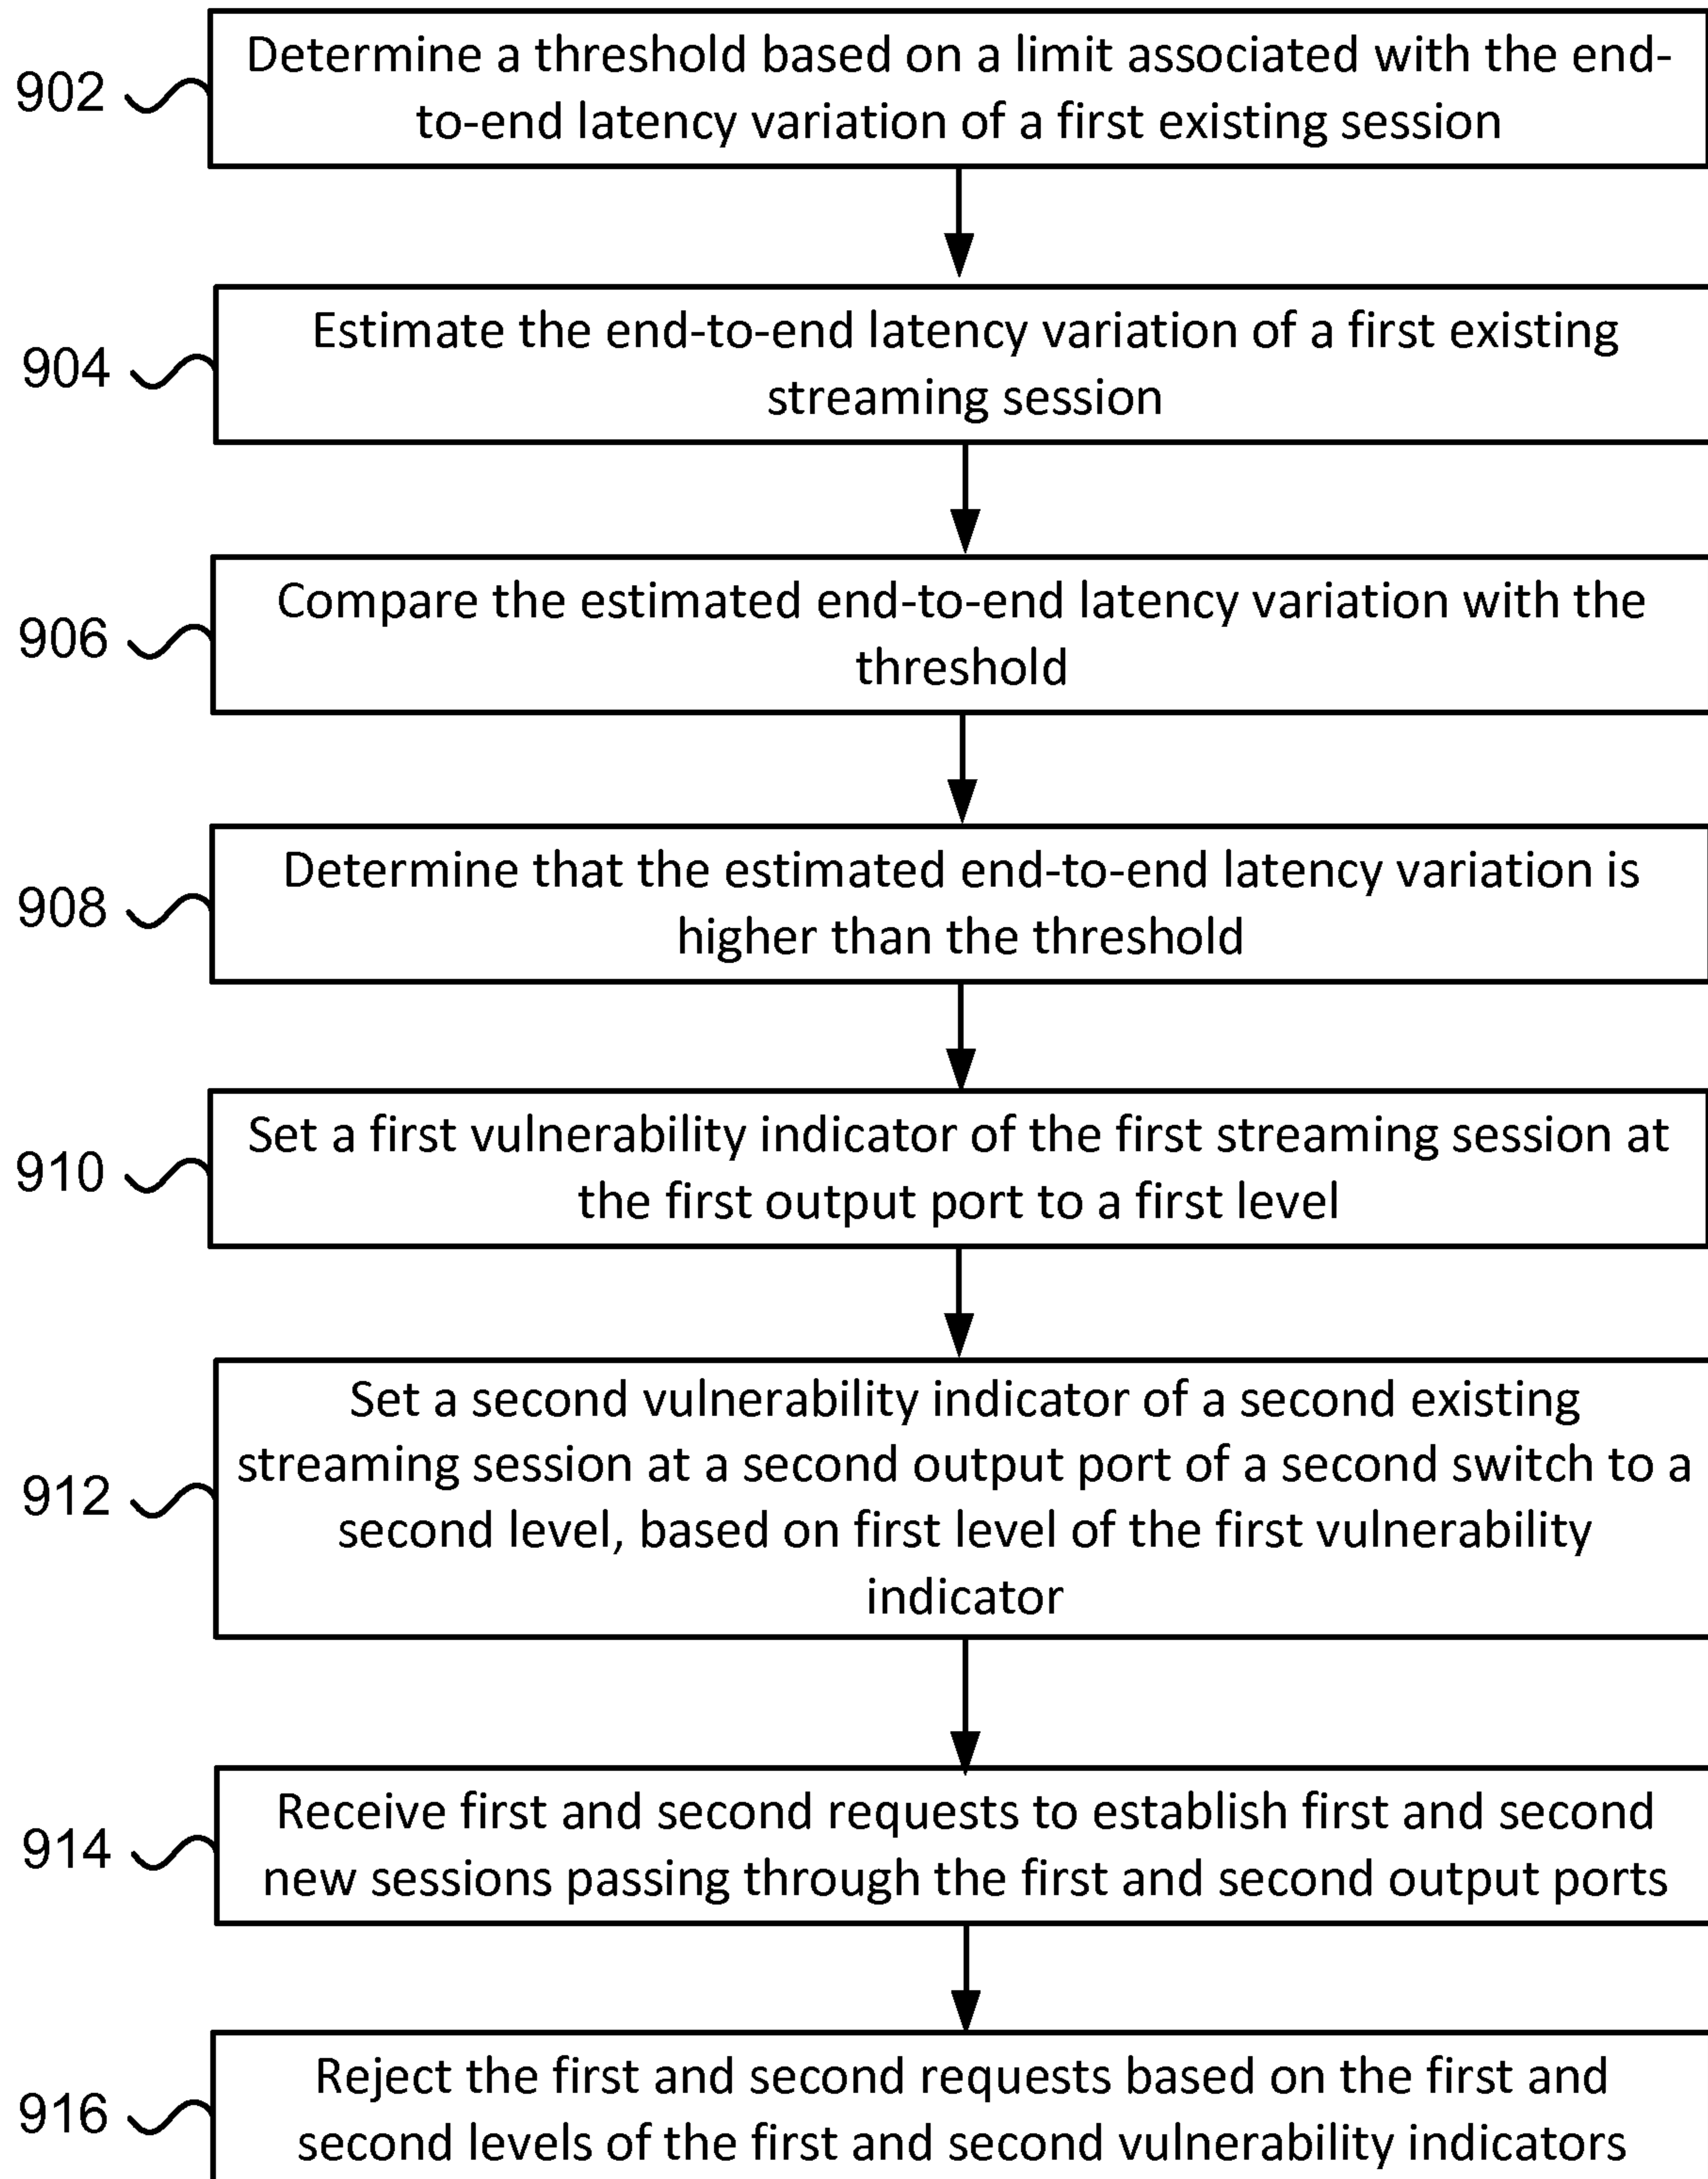 902
Determine a threshold based on a limit associated with the end-
to-end latency variation of a first existing session
904
Estimate the end-to-end latency variation of a first existing
streaming session
906
Compare the estimated end-to-end latency variation with the
threshold
908
Determine that the estimated end-to-end latency variation is
higher than the threshold
910
Set a first vulnerability indicator of the first streaming session at
the first output port to a first level
912
Set a second vulnerability indicator of a second existing
streaming session at a second output port of a second switch to a
second level, based on first level of the first vulnerability
indicator
914
Receive first and second requests to establish first and second
new sessions passing through the first and second output ports
916
Reject the first and second requests based on the first and
second levels of the first and second vulnerability indicators